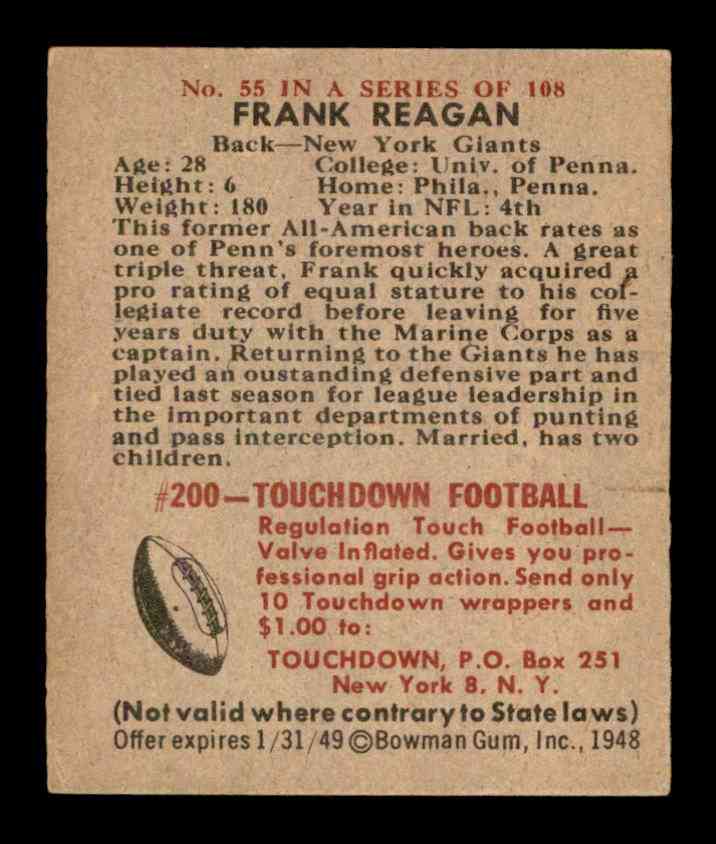 No. 55 IN A SERIES OF 108
FRANK REAGAN
Back—New York Giants
Age: 28 College: Univ. of Penna.
Height: 6 Home: Phila., Penna.
Weight: 180 Year in NFL: 4th
This former All-American back rates as
one of Penn's foremost heroes. A great
triple threat, Frank quickly acquired a
pro rating of equal stature to his col-
legiate record before leaving for five
years duty with the Marine Corps as a
captain. Returning to the Giants he has
played an oustanding defensive part and
tied last season for league leadership in
the important departments of punting
and pass interception. Married, has two
children.
#200—TOUCHDOWN FOOTBALL
Regulation Touch Football—
Valve Inflated. Gives you pro-
fessional grip action. Send only
10 Touchdown wrappers and
$1.00 to:
TOUCHDOWN, P.O. Box 251
New York 8, N. Y.
(Not valid where contrary to State laws)
Offer expires 1/31/49 ©Bowman Gum, Inc., 1948